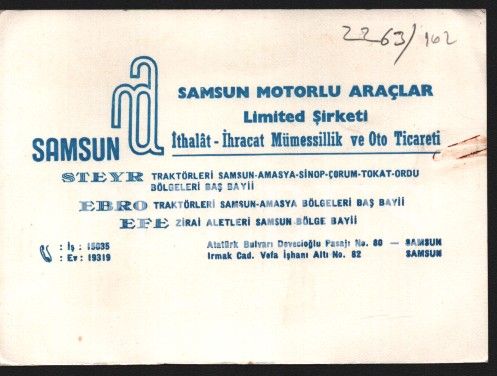 2263/162
SAMSUN MOTORLU ARAÇLAR
Limited Şirketi
İthalât - İhracat Mümessillik ve Oto Ticareti
SAMSUN
STEYR TRAKTÖRLERİ SAMSUN-AMASYA-SİNOP-ÇORUM-TOKAT-ORDU
BÖLGELERİ BAŞ BAYİİ
EBRO TRAKTÖRLERİ SAMSUN-AMASYA BÖLGELERİ BAŞ BAYİİ
EFE ZİRAİ ALETLERİ SAMSUN BÖLGE BAYİİ
: İş : 15035
: Ev : 19319
Atatürk Bulvarı Devecioğlu Pasajı No. 80 — SAMSUN
Irmak Cad. Vefa İşhanı Altı No. 82 SAMSUN